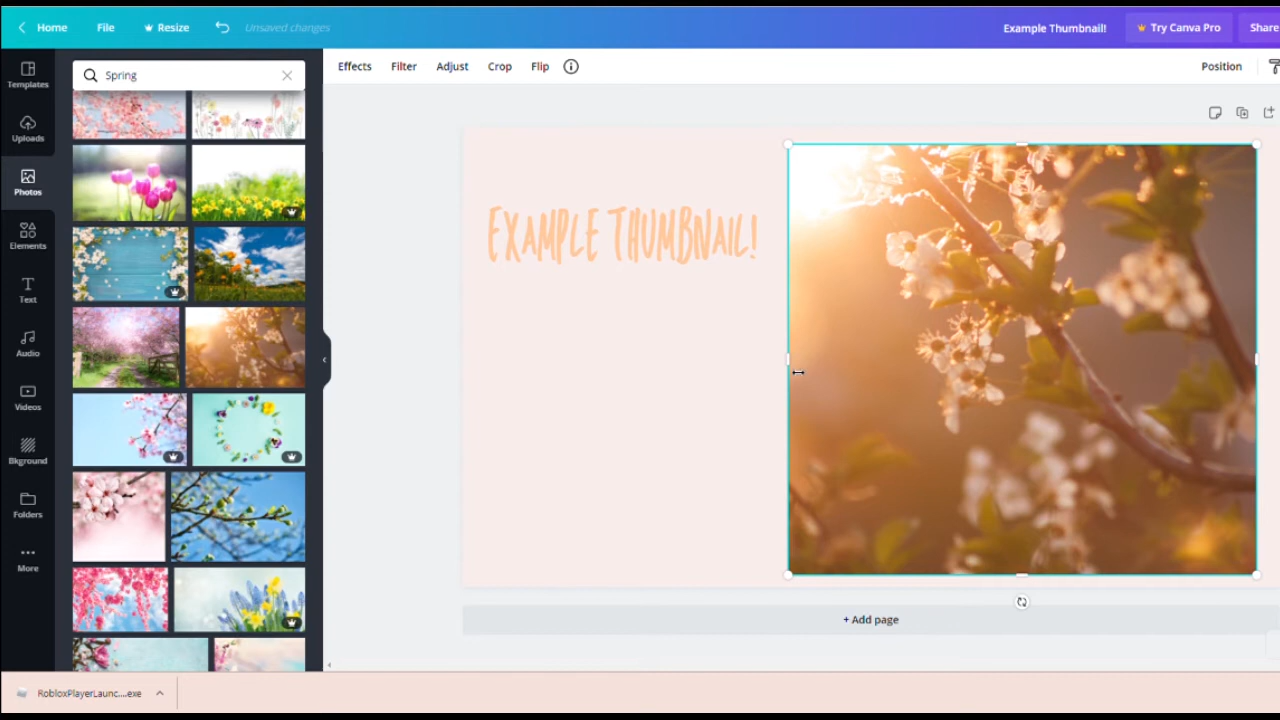 Home File Resize Unsaved changes Example Thumbnail! Try Canva Pro Share
Templates
Uploads
Photos
Elements
Text
Audio
Videos
Bkground
Folders
More
Spring
Effects Filter Adjust Crop Flip Position
EXAMPLE THUMBNAIL!
+ Add page
RobloxPlayerLaunc....exe